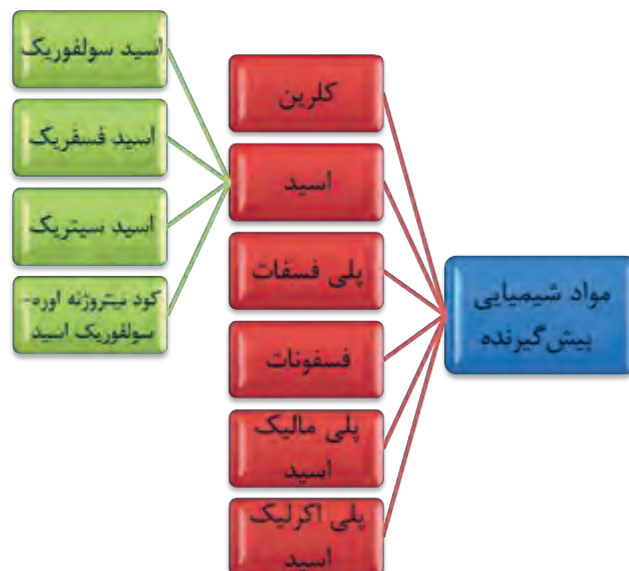 مواد شیمیایی
پیش‌گیرنده
کلرین
اسید
پلی فسفات
فسفونات
پلی مالیک
اسید
پلی اکرلیک
اسید
اسید سولفوریک
اسید فسفریک
اسید سیتریک
کود نیتروژنه اوره-
سولفوریک اسید